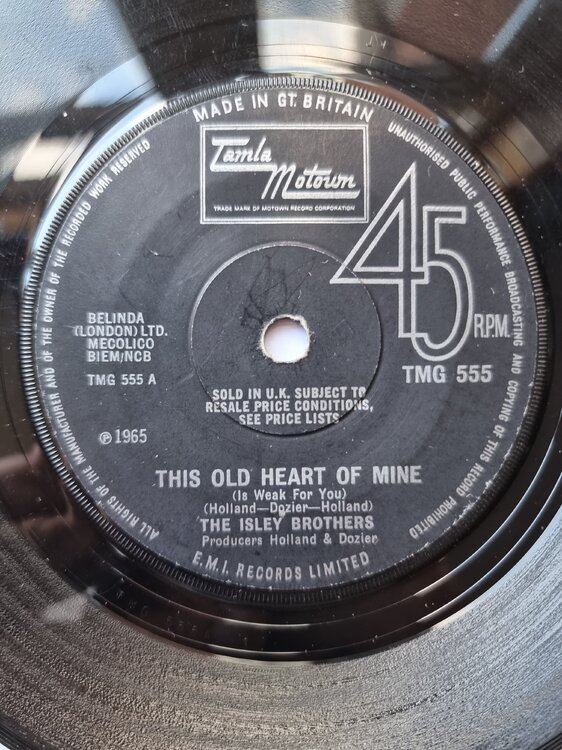 MADE IN GT. BRITAIN
Tamla
Motown
TRADE MARK OF MOTOWN RECORD CORPORATION
UNAUTHORISED PUBLIC PERFORMANCE BROADCASTING AND COPYING OF THIS RECORD PROHIBITED
ALL RIGHTS OF THE MANUFACTURER AND OF THE OWNER OF THE RECORDED WORK RESERVED
45
R.P.M.
TMG 555
BELINDA
(LONDON) LTD.
MECOLICO
BIEM/NCB
TMG 555 A
SOLD IN U.K. SUBJECT TO
RESALE PRICE CONDITIONS,
SEE PRICE LISTS
℗ 1965
THIS OLD HEART OF MINE
(Is Weak For You)
(Holland—Dozier—Holland)
THE ISLEY BROTHERS
Producers Holland & Dozier
E.M.I. RECORDS LIMITED